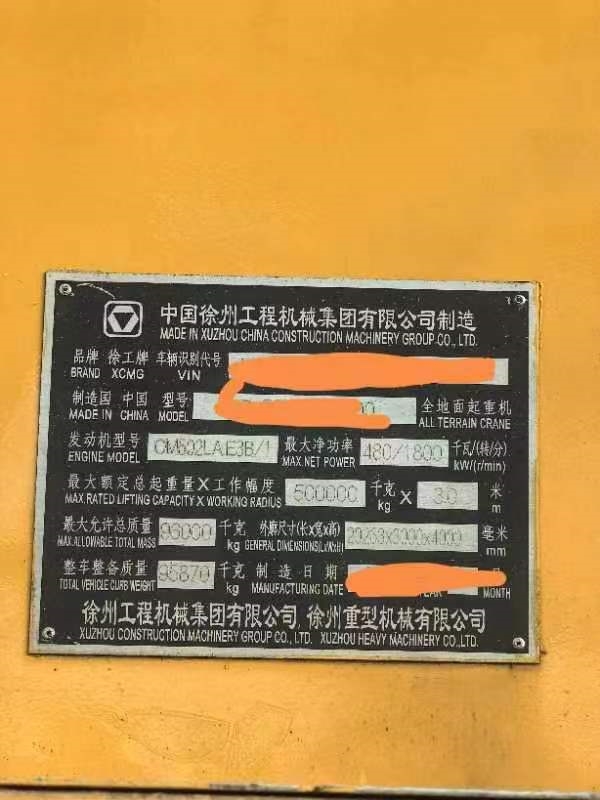 中国徐州工程机械集团有限公司制造
MADE IN XUZHOU CHINA CONSTRUCTION MACHINERY GROUP CO., LTD.
品牌 徐工牌 车辆识别代号
BRAND XCMG VIN
制造国 中国 型号 全地面起重机
MADE IN CHINA MODEL ALL TERRAIN CRANE
发动机型号 OM502LA.E3B/1 最大净功率 480/1800 千瓦/(转/分)
ENGINE MODEL MAX.NET POWER kW/(r/min)
最大额定总起重量X工作幅度 500000 千克 X 3.0 米
MAX.RATED LIFTING CAPACITY X WORKING RADIUS kg m
最大允许总质量 96000 千克 外廓尺寸(长x宽x高) 毫米
MAX.ALLOWABLE TOTAL MASS kg GENERAL DIMENSIONS(LxWxH) mm
整车整备质量 95870 千克 制造日期 月
TOTAL VEHICLE CURB WEIGHT kg MANUFACTURING DATE YEAR MONTH
徐州工程机械集团有限公司 徐州重型机械有限公司
XUZHOU CONSTRUCTION MACHINERY GROUP CO., LTD. XUZHOU HEAVY MACHINERY CO.,LTD.